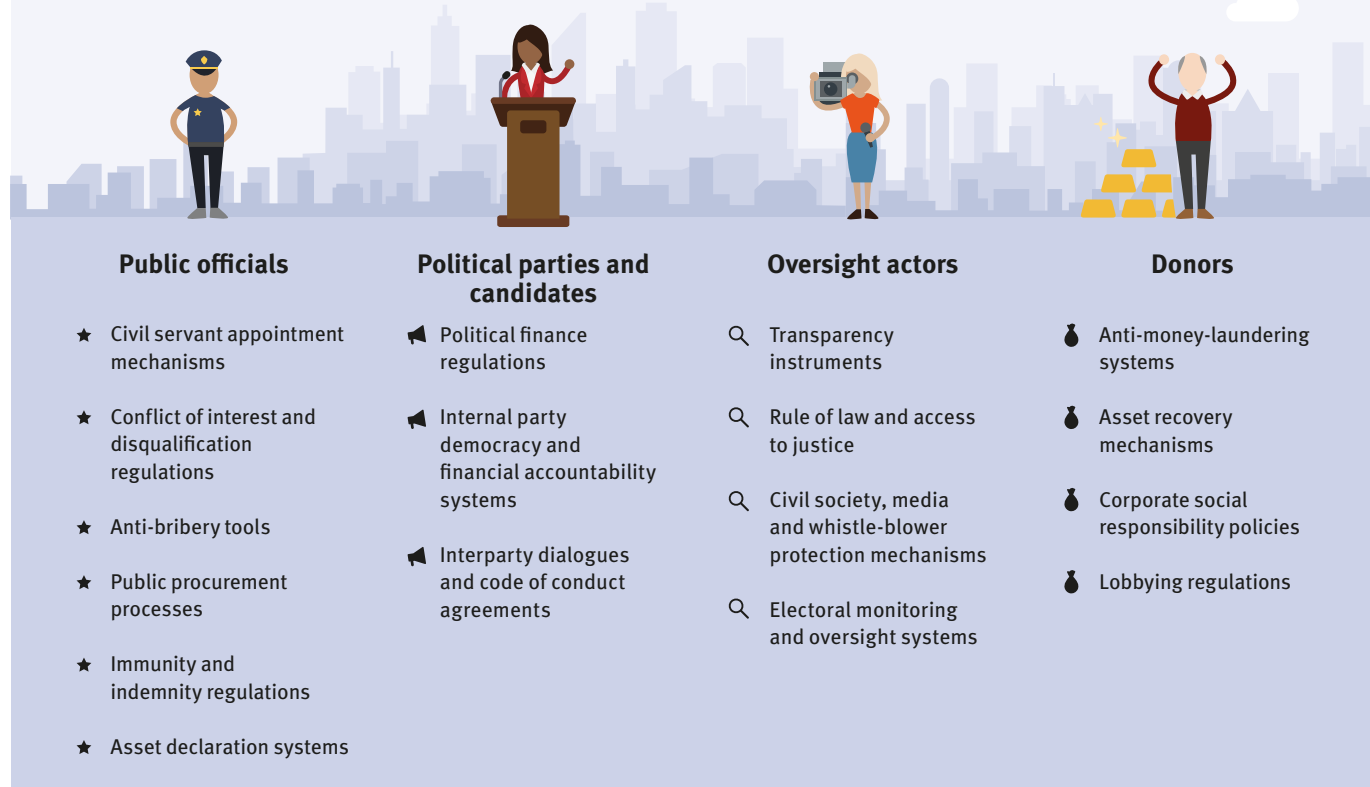 Public officials
Civil servant appointment
mechanisms
Conflict of interest and
disqualification
regulations
Anti-bribery tools
Public procurement
processes
Immunity and
indemnity regulations
Asset declaration systems
Political parties and
candidates
Political finance
regulations
Internal party
democracy and
financial accountability
systems
Interparty dialogues
and code of conduct
agreements
Oversight actors
Transparency
instruments
Rule of law and access
to justice
Civil society, media
and whistle-blower
protection mechanisms
Electoral monitoring
and oversight systems
Donors
Anti-money-laundering
systems
Asset recovery
mechanisms
Corporate social
responsibility policies
Lobbying regulations